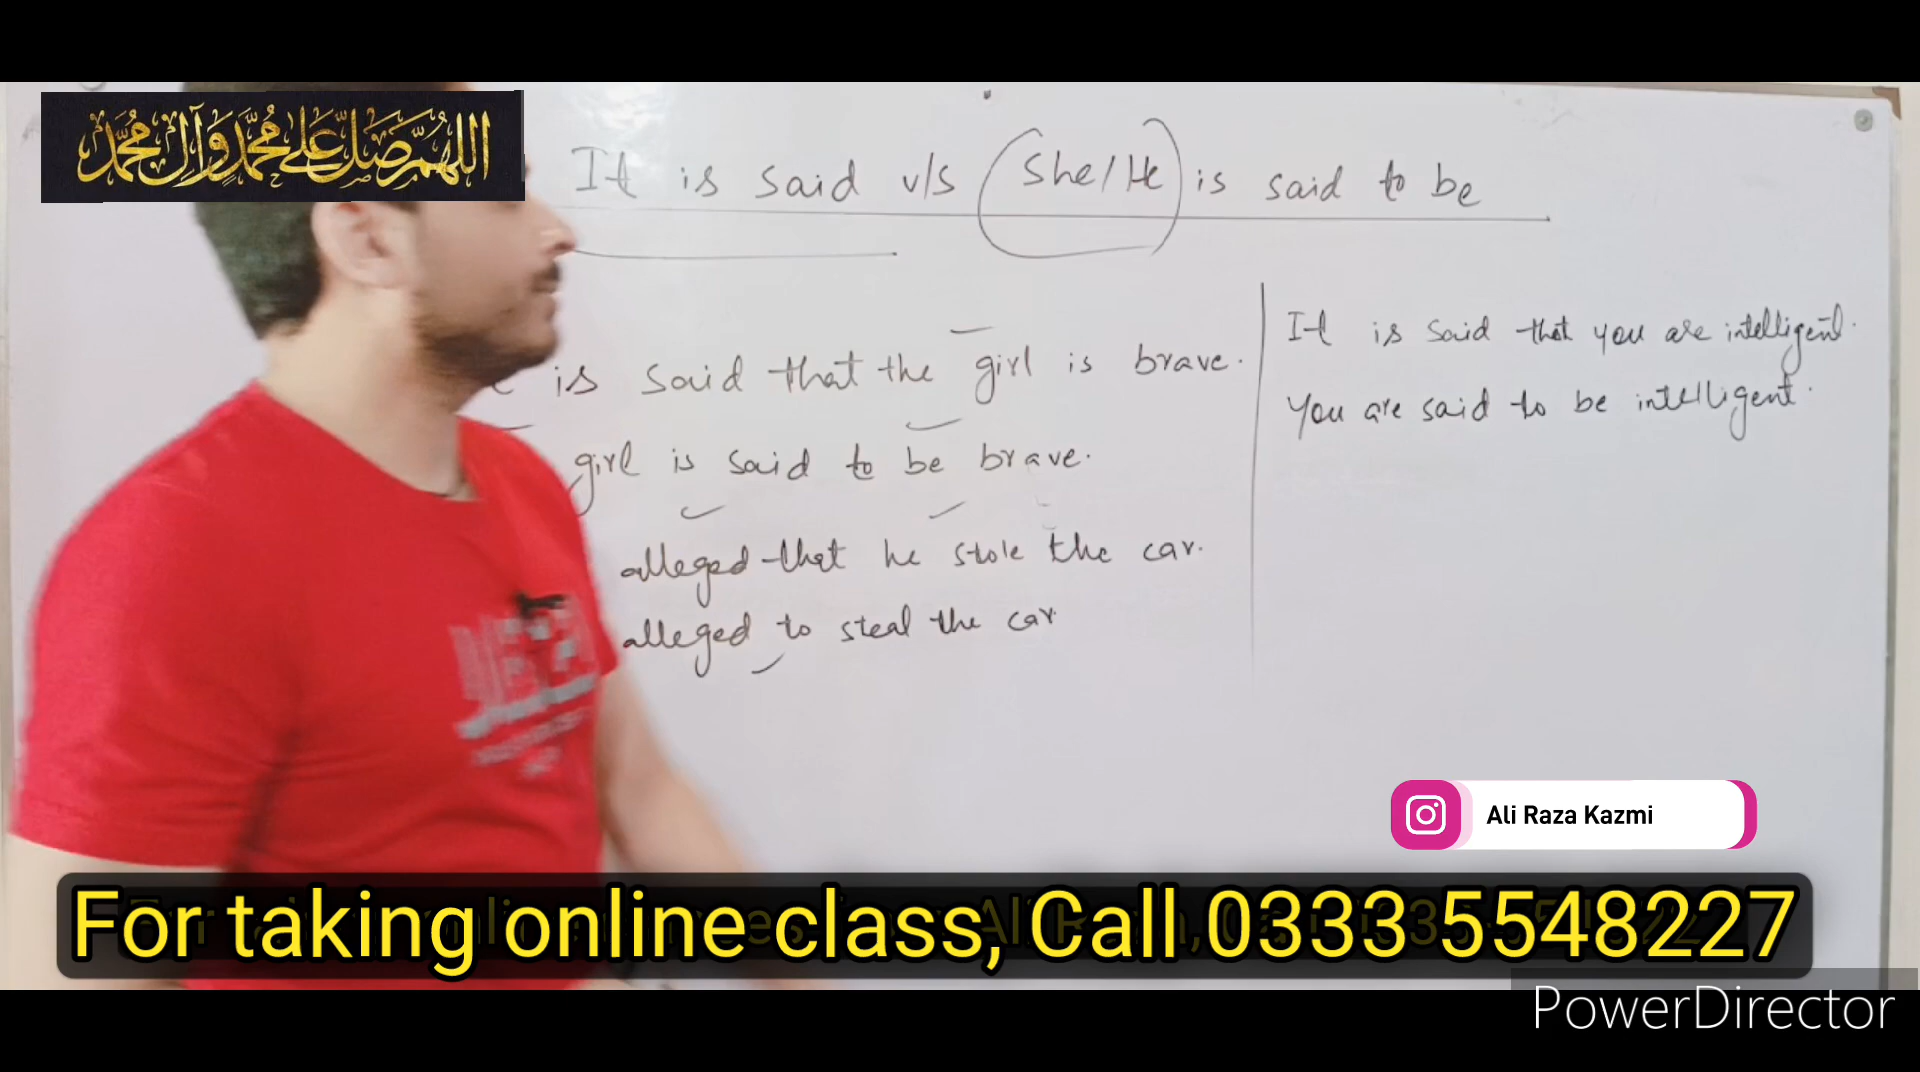 اللهم صل على محمد وآل محمد
It is said v/s She/He is said to be
is said that the girl is brave.
girl is said to be brave.
alleged that he stole the car.
alleged to steal the car
It is said that you are intelligent.
You are said to be intelligent.
Ali Raza Kazmi
For taking online class, Call 0333 5548227
PowerDirector